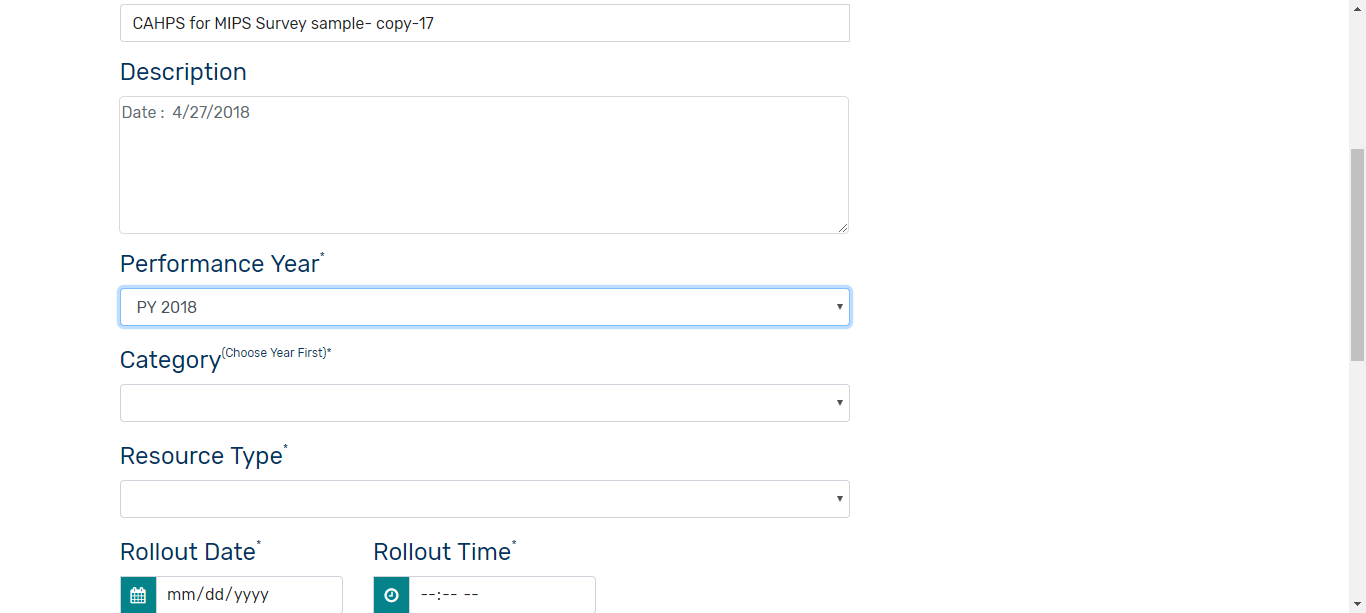 CAHPS for MIPS Survey sample- copy-17
Description
Date : 4/27/2018
Performance Year*
PY 2018
Category(Choose Year First)*
Resource Type*
Rollout Date* Rollout Time*
mm/dd/yyyy --:-- --